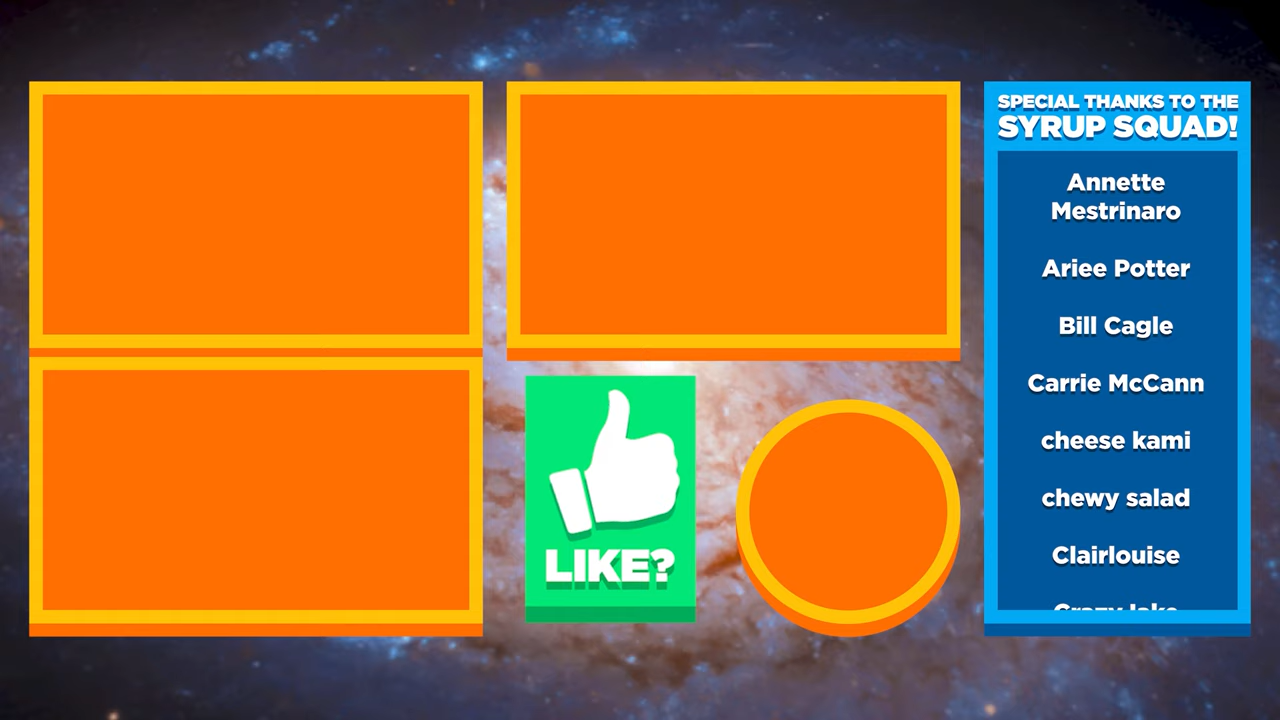 SPECIAL THANKS TO THE
SYRUP SQUAD!
Annette
Mestrinaro
Ariee Potter
Bill Cagle
Carrie McCann
cheese kami
chewy salad
Clairlouise
LIKE?